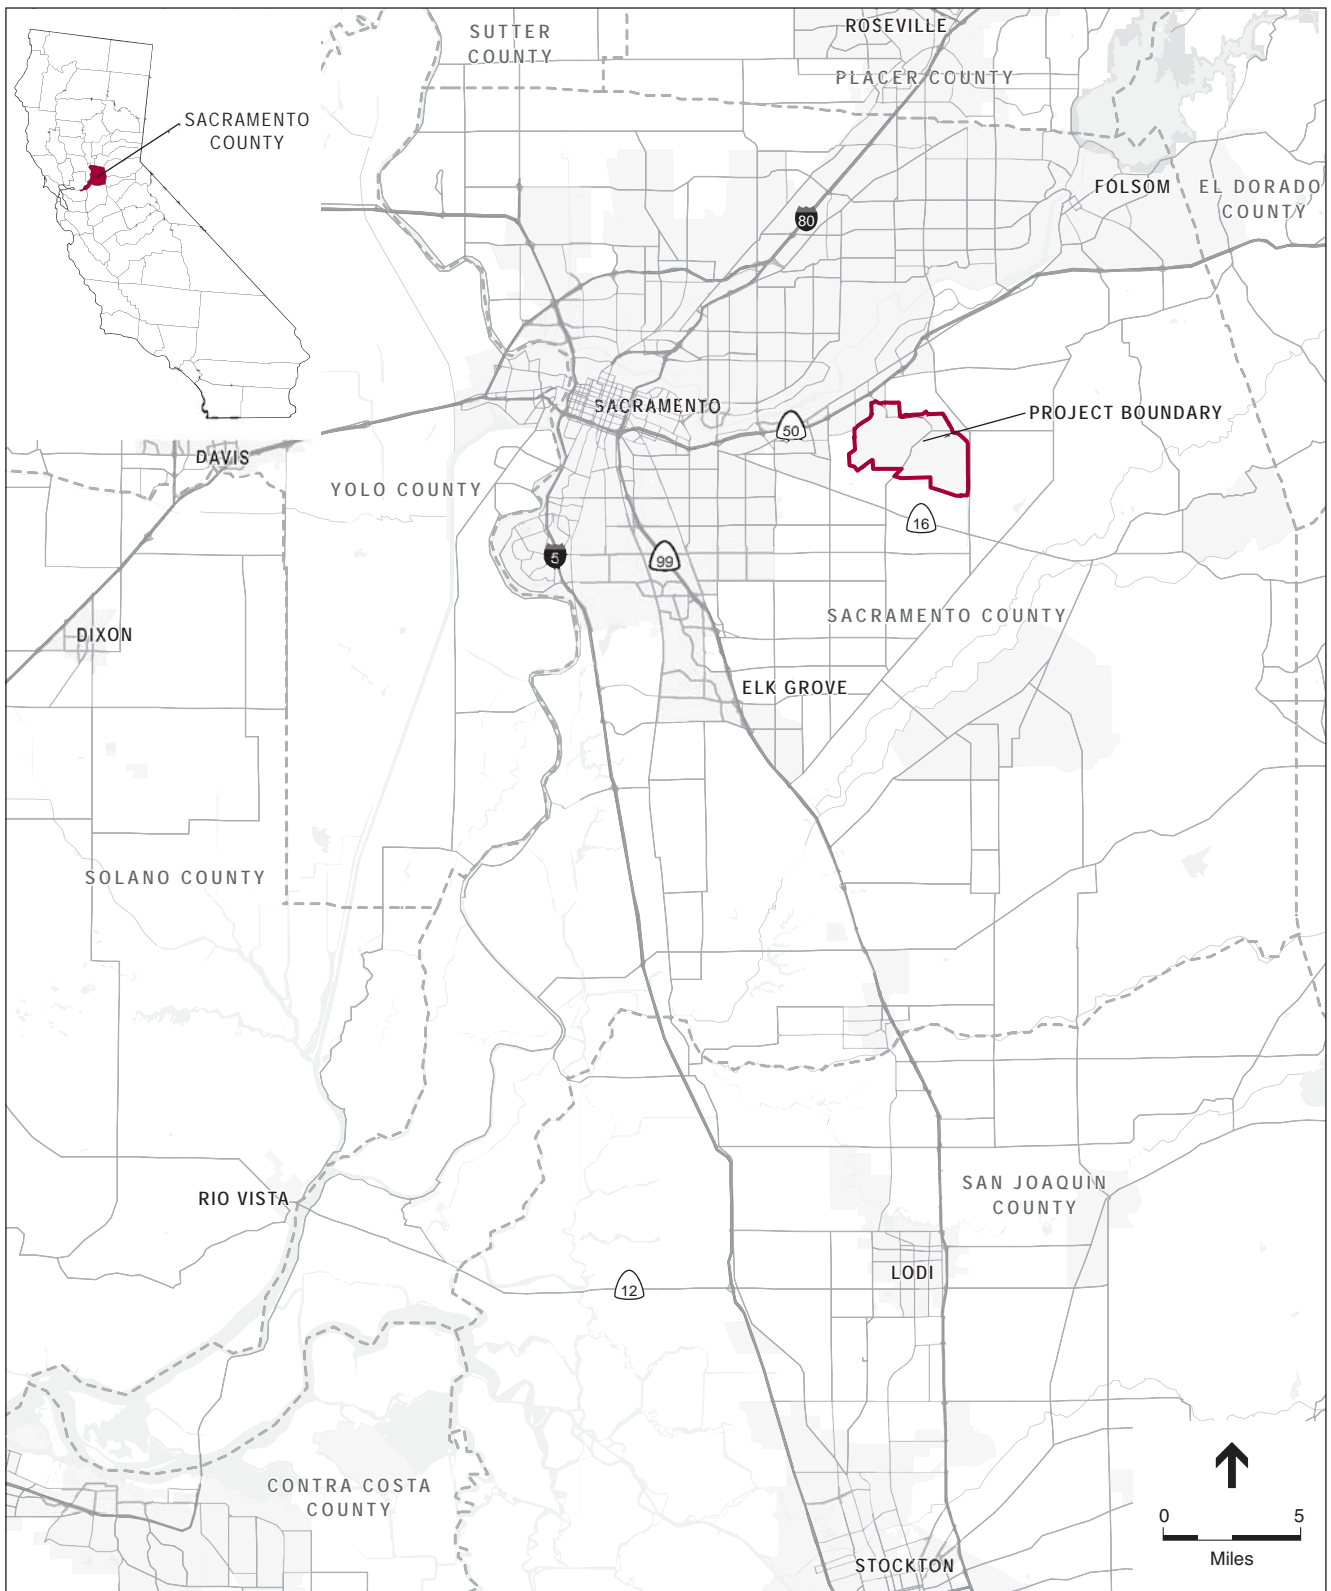 SUTTER
COUNTY
ROSEVILLE
PLACER COUNTY
SACRAMENTO
COUNTY
FOLSOM
EL DORADO
COUNTY
80
SACRAMENTO
50
PROJECT BOUNDARY
DAVIS
YOLO COUNTY
16
5
99
SACRAMENTO COUNTY
DIXON
ELK GROVE
SOLANO COUNTY
RIO VISTA
SAN JOAQUIN
COUNTY
LODI
12
CONTRA COSTA
COUNTY
STOCKTON
0 5
Miles